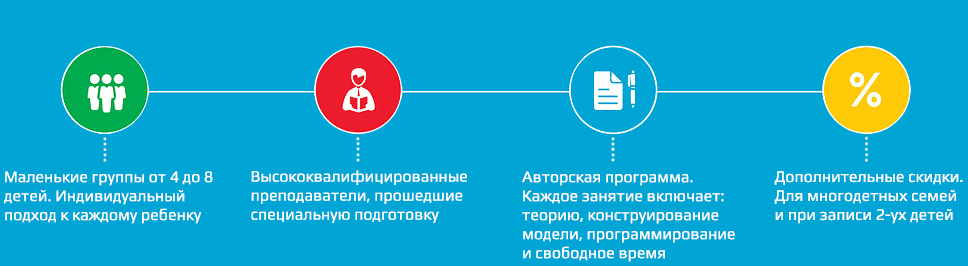 %
Маленькие группы от 4 до 8
детей. Индивидуальный
подход к каждому ребенку
Высококвалифицированные
преподаватели, прошедшие
специальную подготовку
Авторская программа.
Каждое занятие включает:
теорию, конструирование
модели, программирование
и свободное время
Дополнительные скидки.
Для многодетных семей
и при записи 2-ух детей